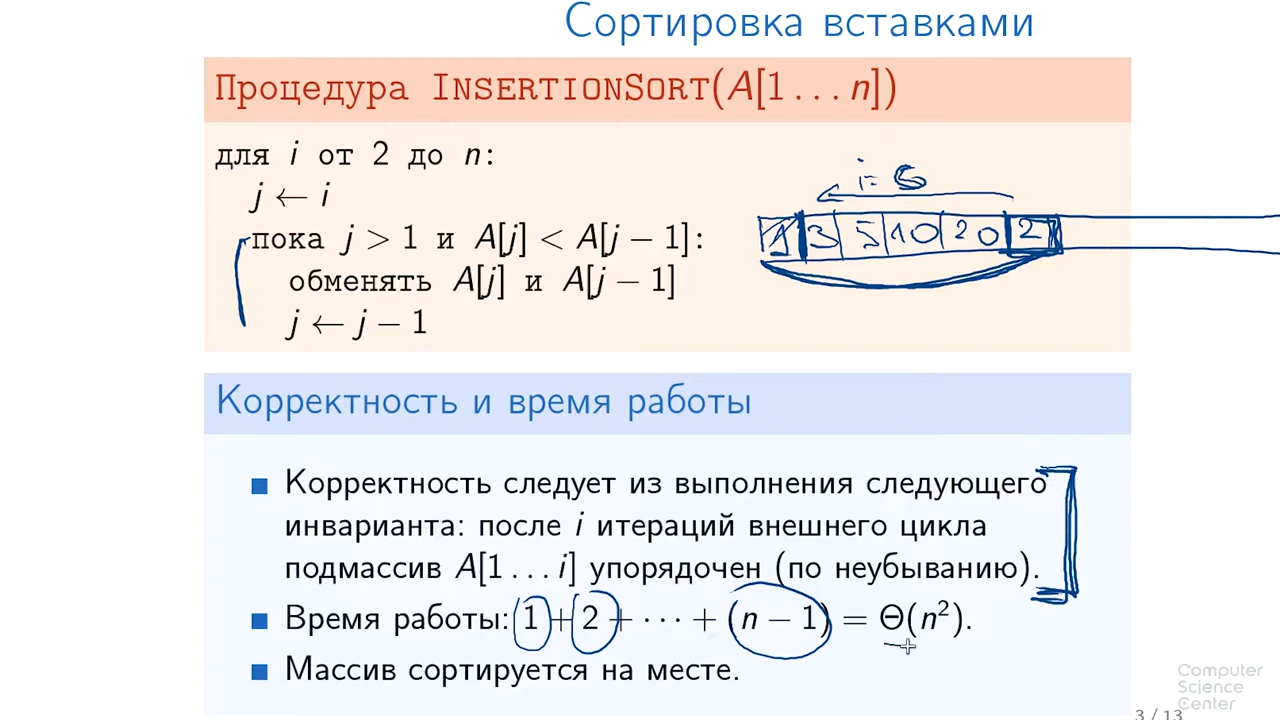 Сортировка вставками
Процедура INSERTIONSORT(A[1 ... n])
для i от 2 до n:
j ← i
пока j > 1 и A[j] < A[j − 1]:
обменять A[j] и A[j − 1]
j ← j − 1
i=6
1 3 5 10 20 2
Корректность и время работы
Корректность следует из выполнения следующего
инварианта: после i итераций внешнего цикла
подмассив A[1 ... i] упорядочен (по неубыванию).
Время работы: 1 + 2 + ··· + (n − 1) = Θ(n²).
Массив сортируется на месте.
Computer
Science
Center
3 / 13